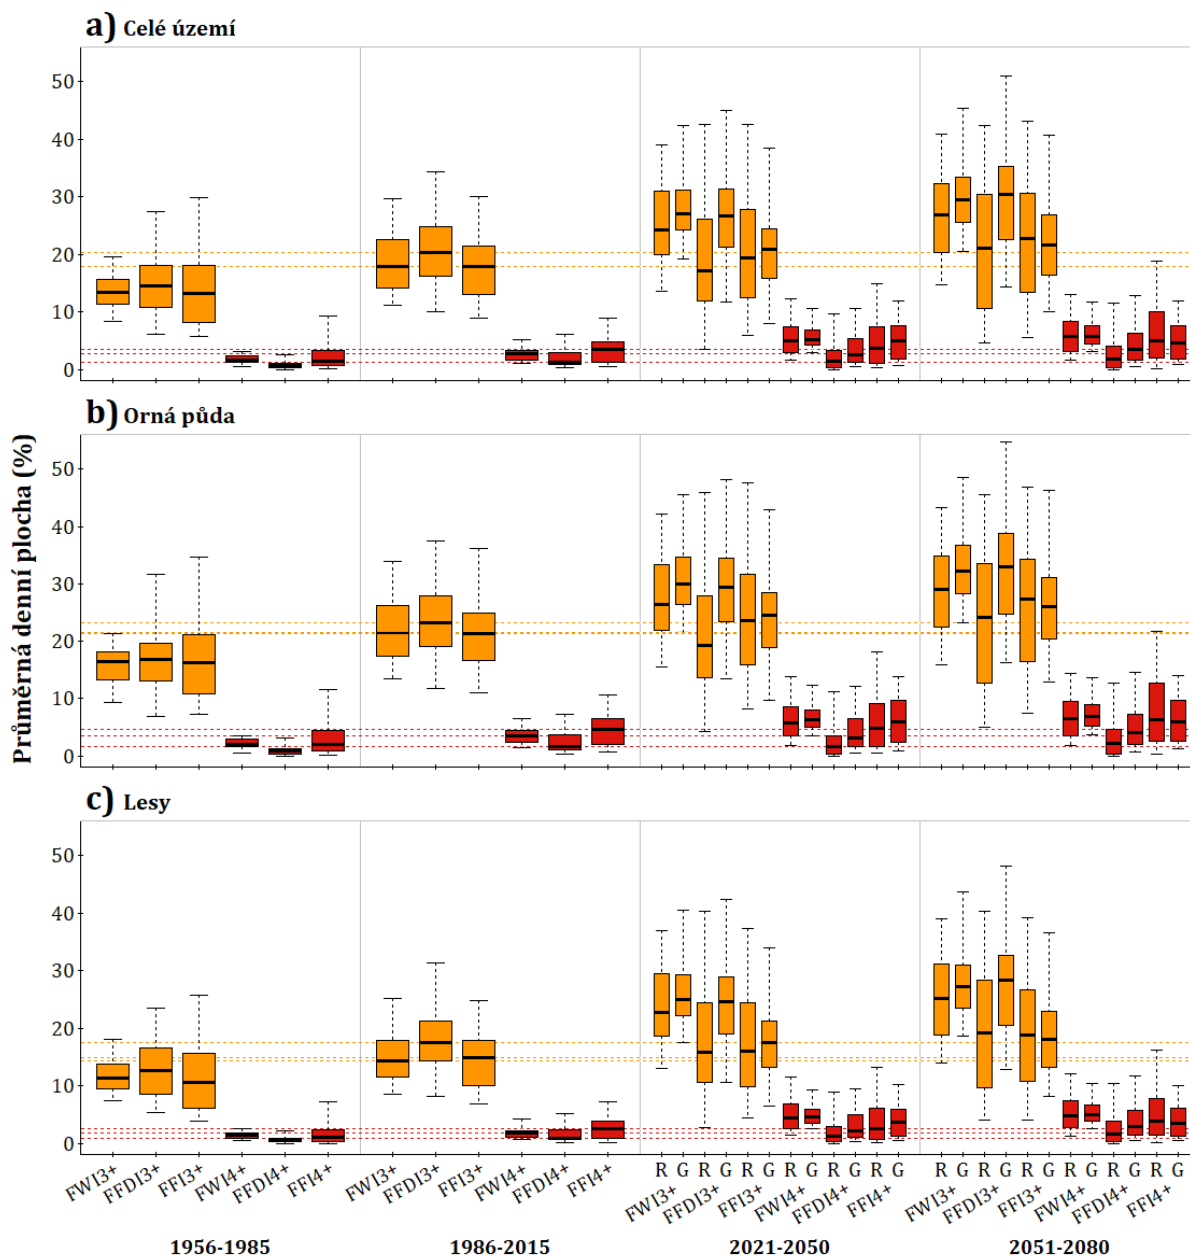 a) Celé území
50
40
30
20
10
0
b) Orná půda
50
40
30
20
10
0
c) Lesy
50
40
30
20
10
0
Průměrná denní plocha (%)
R G R G R G R G R G R G R G R G R G R G R G R G
FWI3+ FFDI3+ FFI3+ FWI4+ FFDI4+ FFI4+ FWI3+ FFDI3+ FFI3+ FWI4+ FFDI4+ FFI4+ FWI3+ FFDI3+ FFI3+ FWI4+ FFDI4+ FFI4+ FWI3+ FFDI3+ FFI3+ FWI4+ FFDI4+ FFI4+
1956-1985 1986-2015 2021-2050 2051-2080